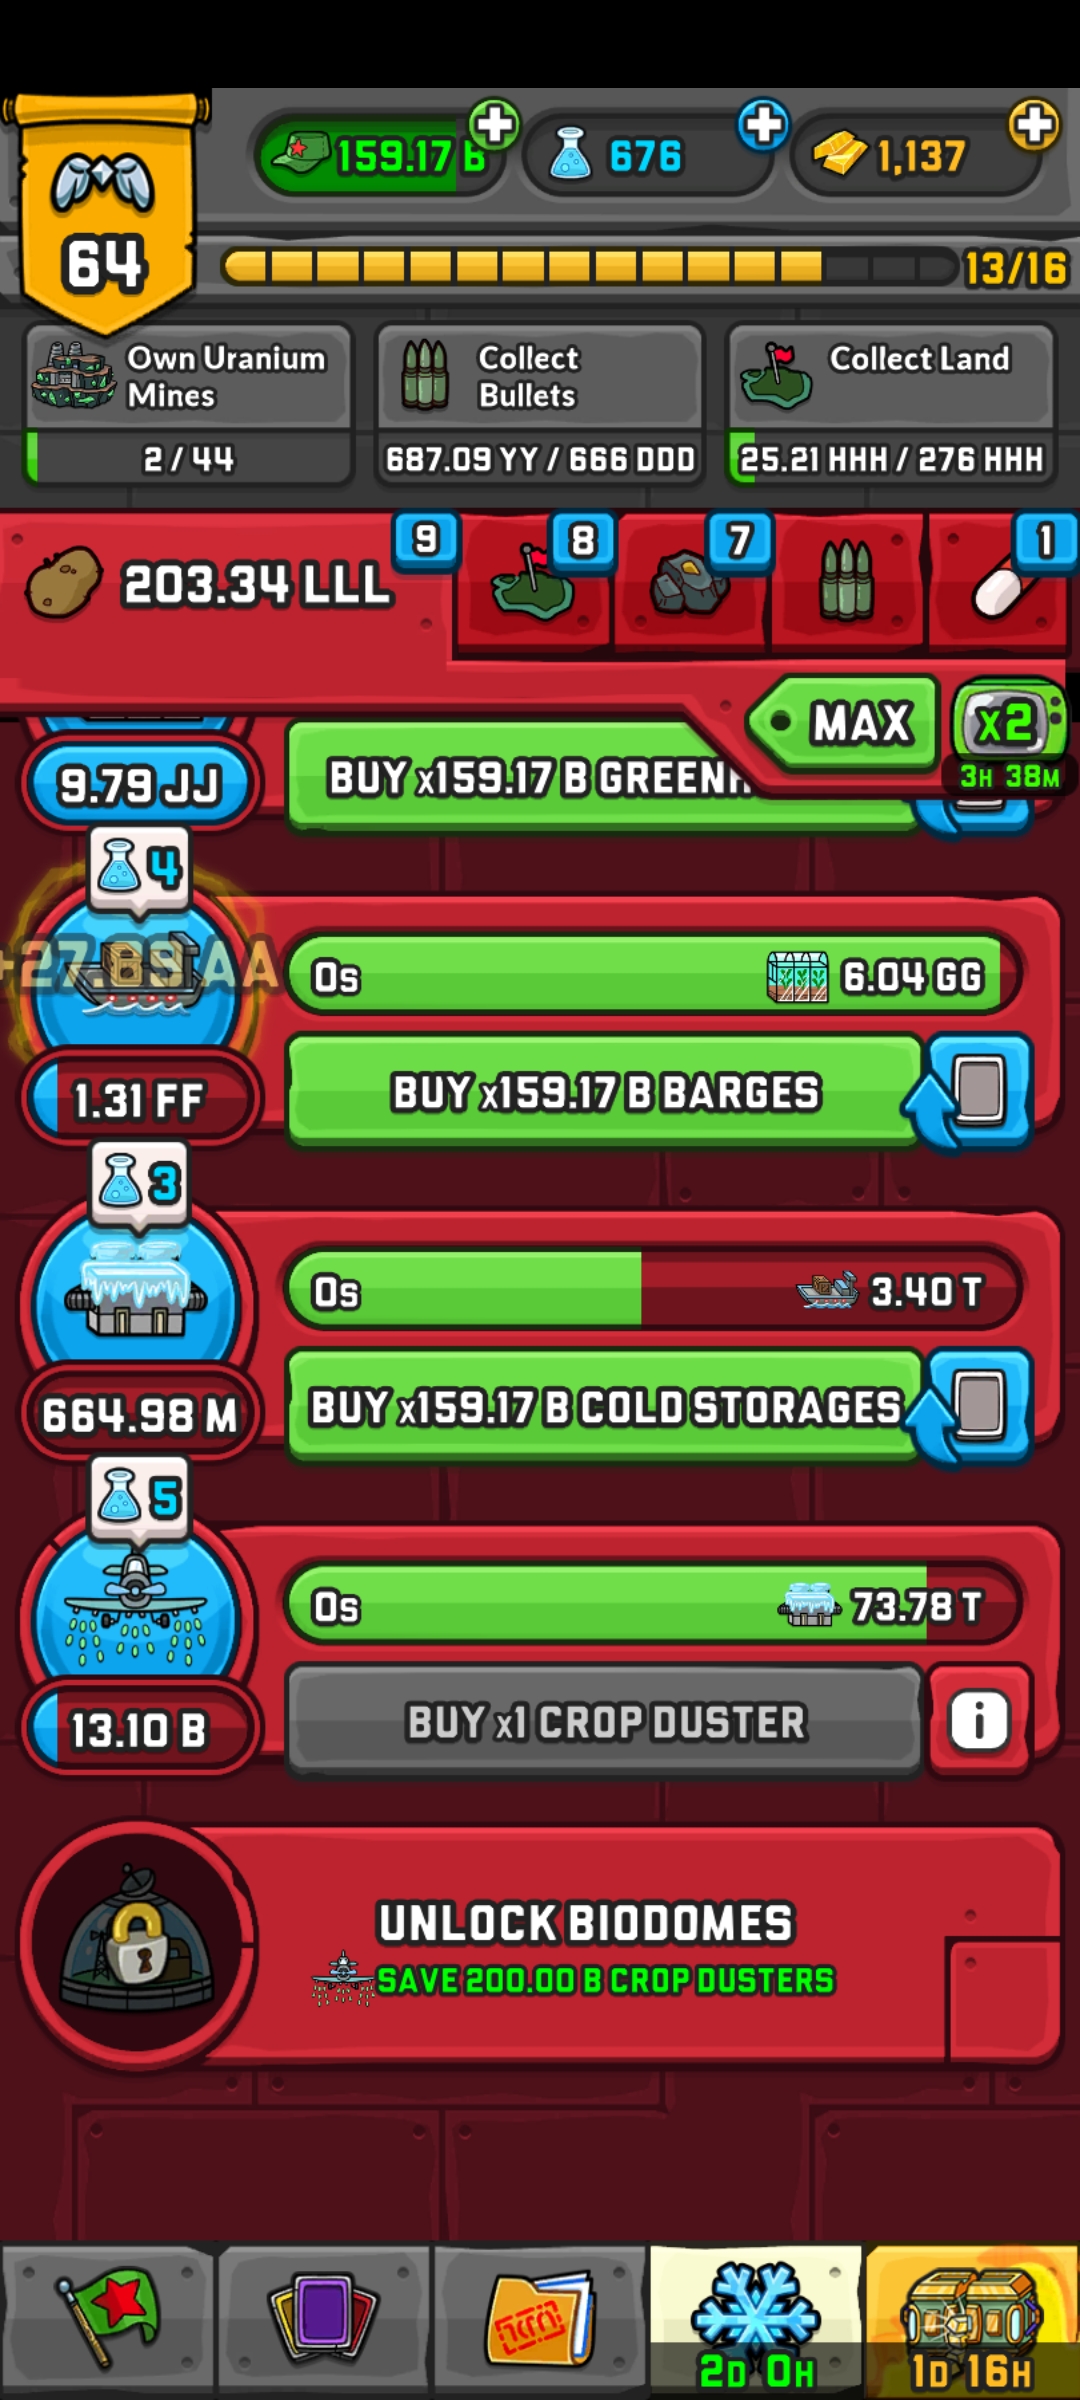 159.17 B
676
1,137
64
13/16
Own Uranium Mines
2 / 44
Collect Bullets
687.09 YY / 666 DDD
Collect Land
25.21 HHH / 276 HHH
203.34 LLL
9
8
7
1
MAX
x2
3H 38M
9.79 JJ
BUY x159.17 B
4
+27.89 AA
0s
6.04 GG
1.31 FF
BUY x159.17 B BARGES
3
0s
3.40 T
664.98 M
BUY x159.17 B COLD STORAGES
5
0s
73.78 T
13.10 B
BUY x1 CROP DUSTER
i
UNLOCK BIODOMES
SAVE 200.00 B CROP DUSTERS
2D 0H
1D 16H